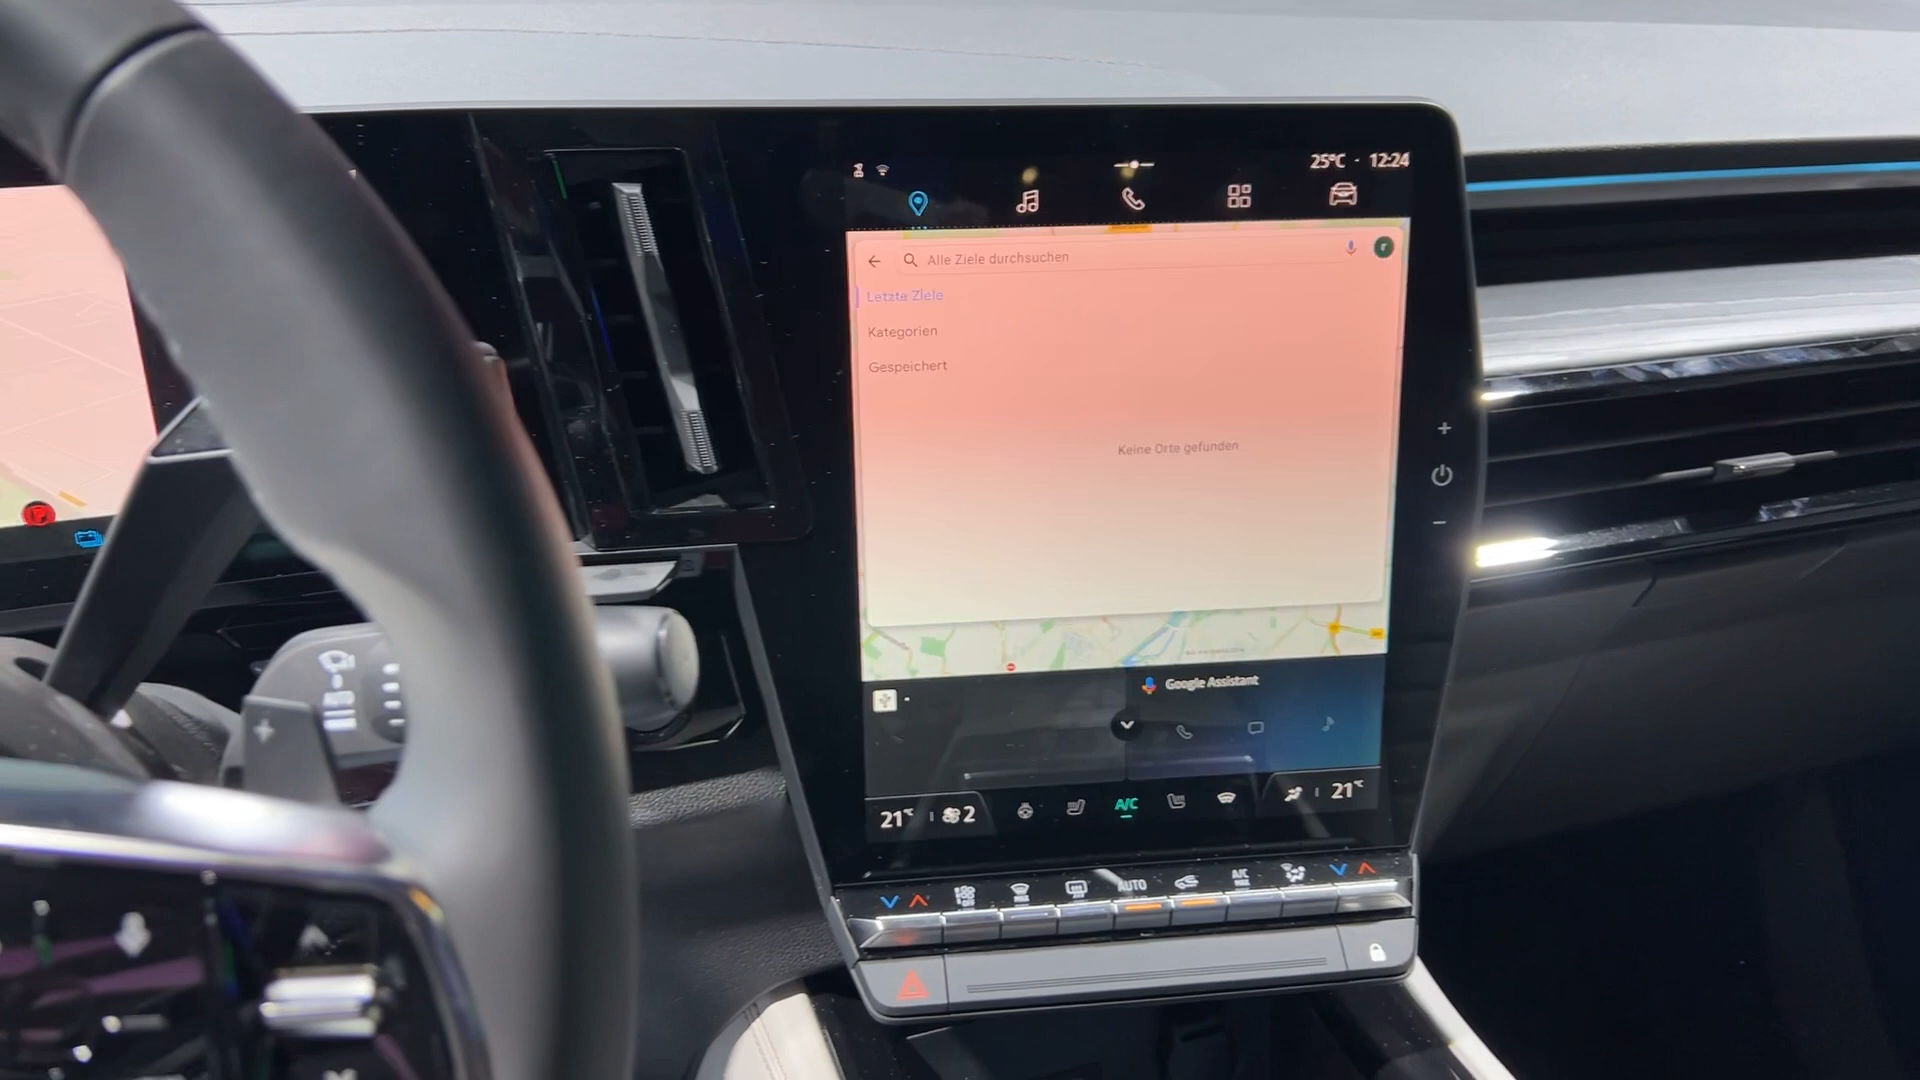 25°C · 12:24
Alle Ziele durchsuchen
Letzte Ziele
Kategorien
Gespeichert
Keine Orte gefunden
Google Assistant
21°C 2 A/C 21°C
AUTO A/C MAX